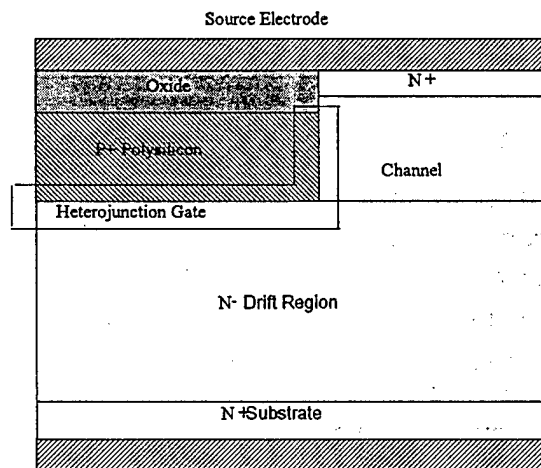 Source Electrode
Oxide
N+
P+ Polysilicon
Channel
Heterojunction Gate
N- Drift Region
N+Substrate